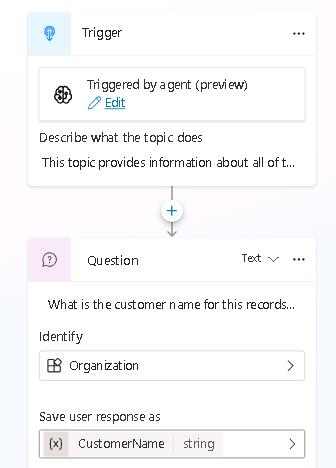 Trigger
Triggered by agent (preview)
Edit
Describe what the topic does
This topic provides information about all of t...
Question
Text
What is the customer name for this records...
Identify
Organization
Save user response as
{x} CustomerName string